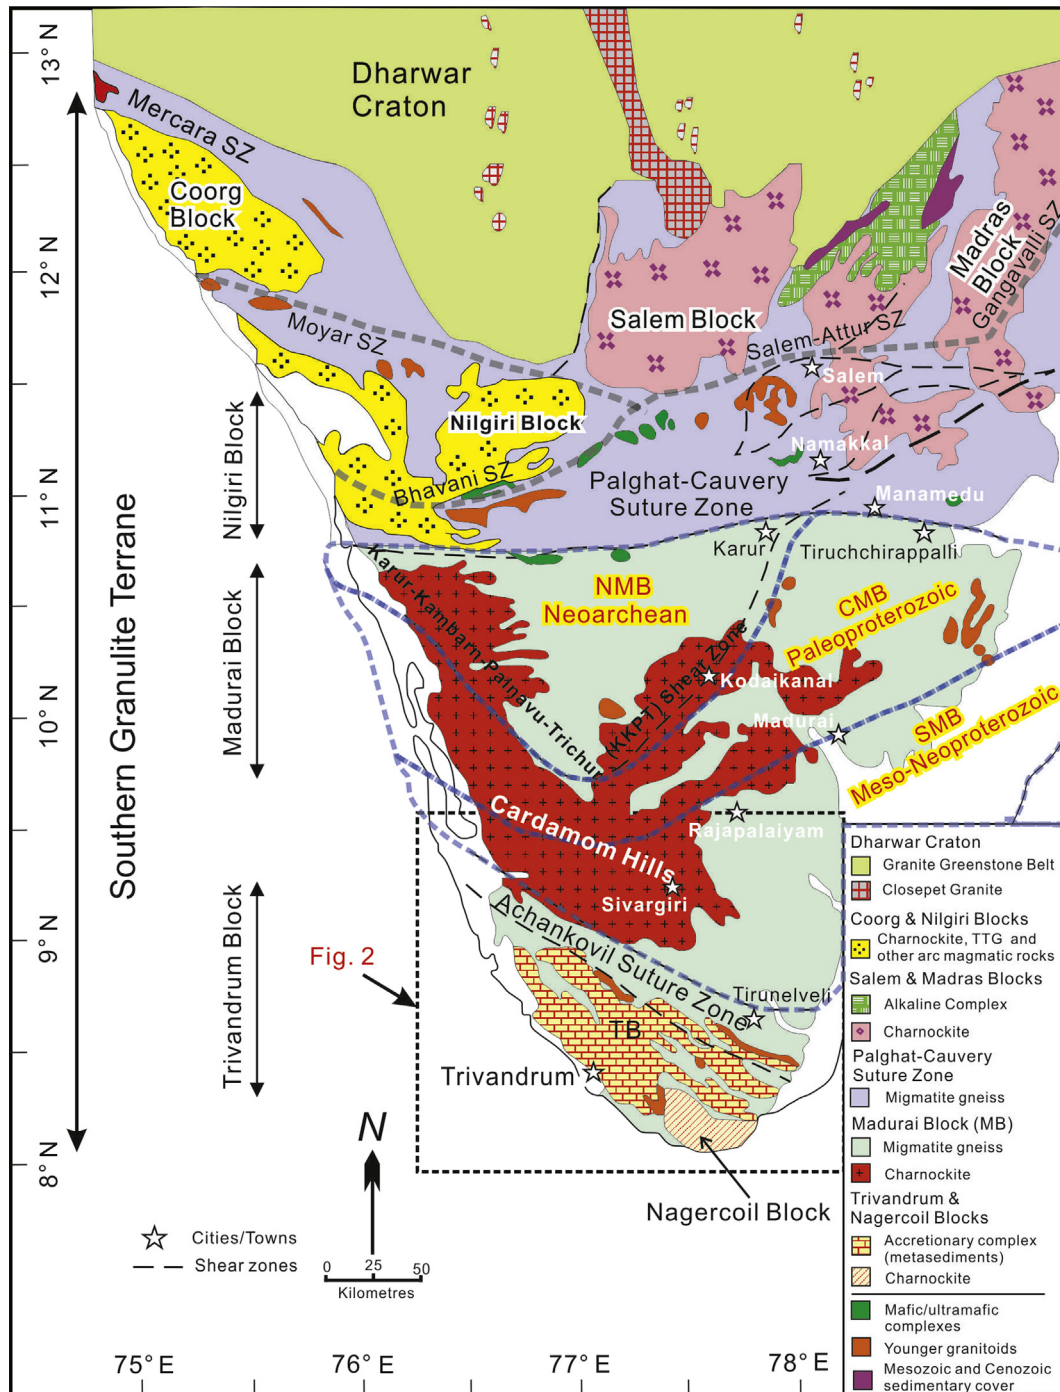 13° N
12° N
11° N
10° N
9° N
8° N
75° E
76° E
77° E
78° E
Southern Granulite Terrane
Nilgiri Block
Madurai Block
Trivandrum Block
Dharwar
Craton
Mercara SZ
Coorg
Block
Moyar SZ
Nilgiri Block
Bhavani SZ
Salem Block
Madras
Block
Gangavalli SZ
Salem-Attur SZ
Salem
Namakkal
Palghat-Cauvery
Suture Zone
Manamedu
Karur
Tiruchchirappalli
Karur-Kambam-Painavu-Trichur
(KKPT) Shear Zone
NMB
Neoarchean
CMB
Paleoproterozoic
Kodaikanal
Madurai
SMB
Meso-Neoproterozoic
Cardamom Hills
Rajapalaiyam
Sivargiri
Achankovil Suture Zone
Tirunelveli
TB
Fig. 2
Trivandrum
Nagercoil Block
N
Cities/Towns
Shear zones
0 25 50
Kilometres
Dharwar Craton
Granite Greenstone Belt
Closepet Granite
Coorg & Nilgiri Blocks
Charnockite, TTG and
other arc magmatic rocks
Salem & Madras Blocks
Alkaline Complex
Charnockite
Palghat-Cauvery
Suture Zone
Migmatite gneiss
Madurai Block (MB)
Migmatite gneiss
Charnockite
Trivandrum &
Nagercoil Blocks
Accretionary complex
(metasediments)
Charnockite
Mafic/ultramafic
complexes
Younger granitoids
Mesozoic and Cenozoic
sedimentary cover